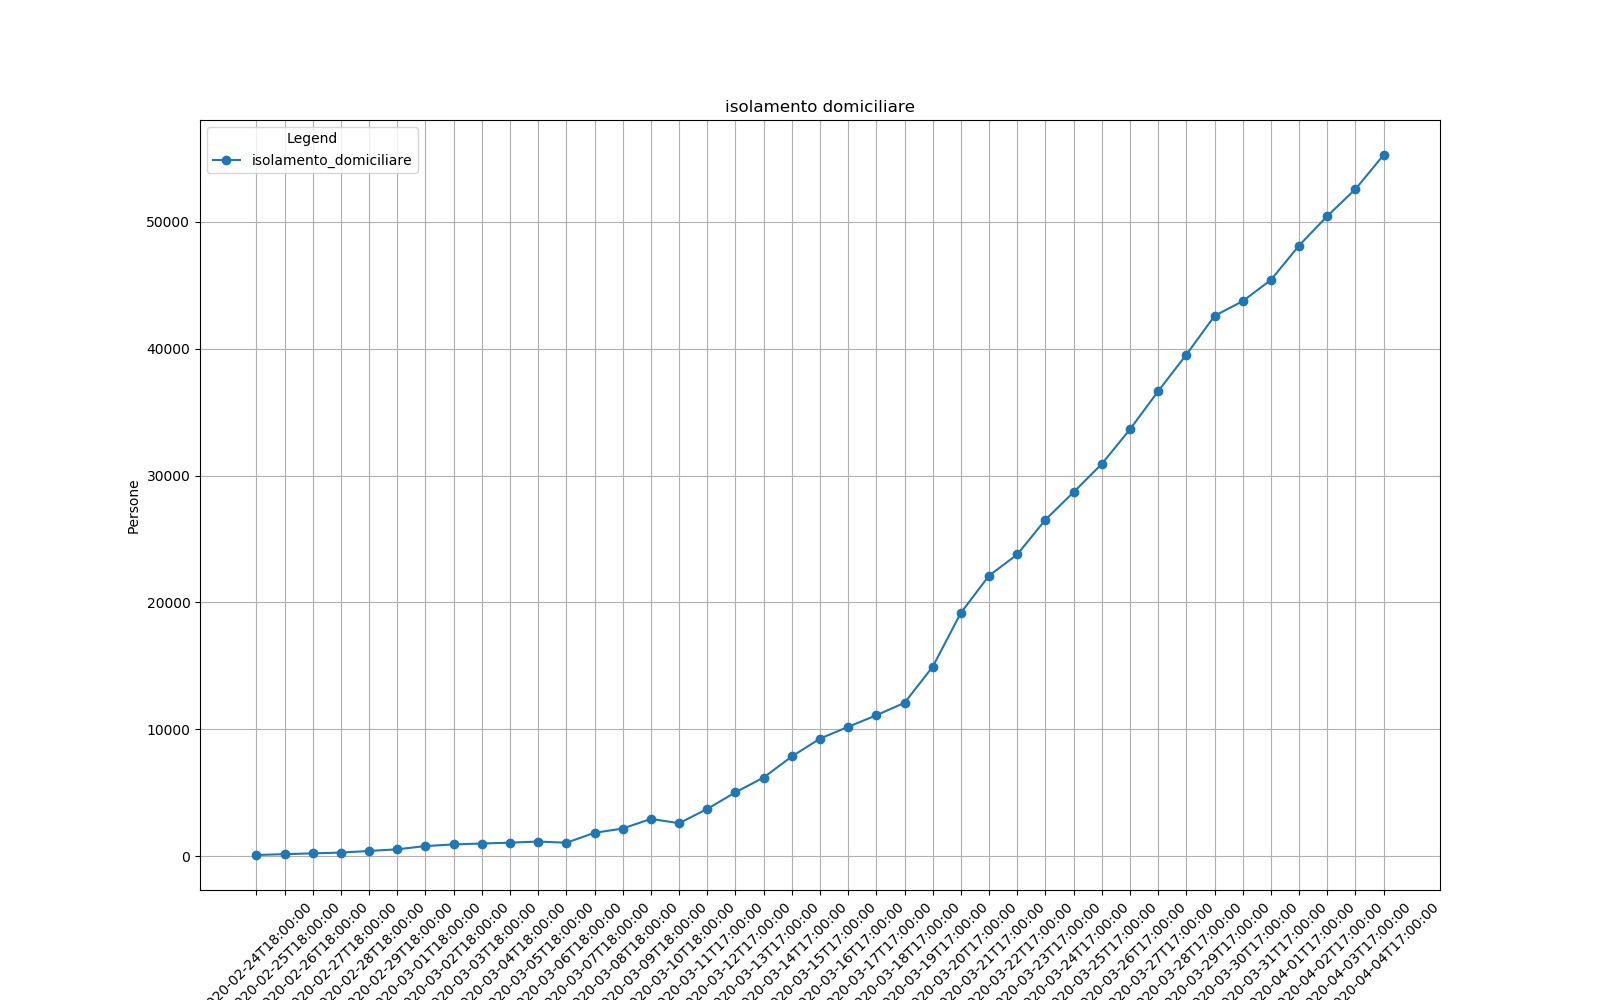 isolamento domiciliare
Legend
isolamento_domiciliare
Persone
50000
40000
30000
20000
10000
0
020-02-24T18:00:00
020-02-25T18:00:00
020-02-26T18:00:00
020-02-27T18:00:00
020-02-28T18:00:00
020-02-29T18:00:00
020-03-01T18:00:00
020-03-02T18:00:00
020-03-03T18:00:00
020-03-04T18:00:00
020-03-05T18:00:00
020-03-06T18:00:00
020-03-07T18:00:00
020-03-08T18:00:00
020-03-09T18:00:00
020-03-10T18:00:00
020-03-11T17:00:00
020-03-12T17:00:00
020-03-13T17:00:00
020-03-14T17:00:00
020-03-15T17:00:00
020-03-16T17:00:00
020-03-17T17:00:00
020-03-18T17:00:00
020-03-19T17:00:00
020-03-20T17:00:00
020-03-21T17:00:00
020-03-22T17:00:00
020-03-23T17:00:00
020-03-24T17:00:00
020-03-25T17:00:00
020-03-26T17:00:00
020-03-27T17:00:00
020-03-28T17:00:00
020-03-29T17:00:00
020-03-30T17:00:00
020-03-31T17:00:00
020-04-01T17:00:00
020-04-02T17:00:00
020-04-03T17:00:00
020-04-04T17:00:00